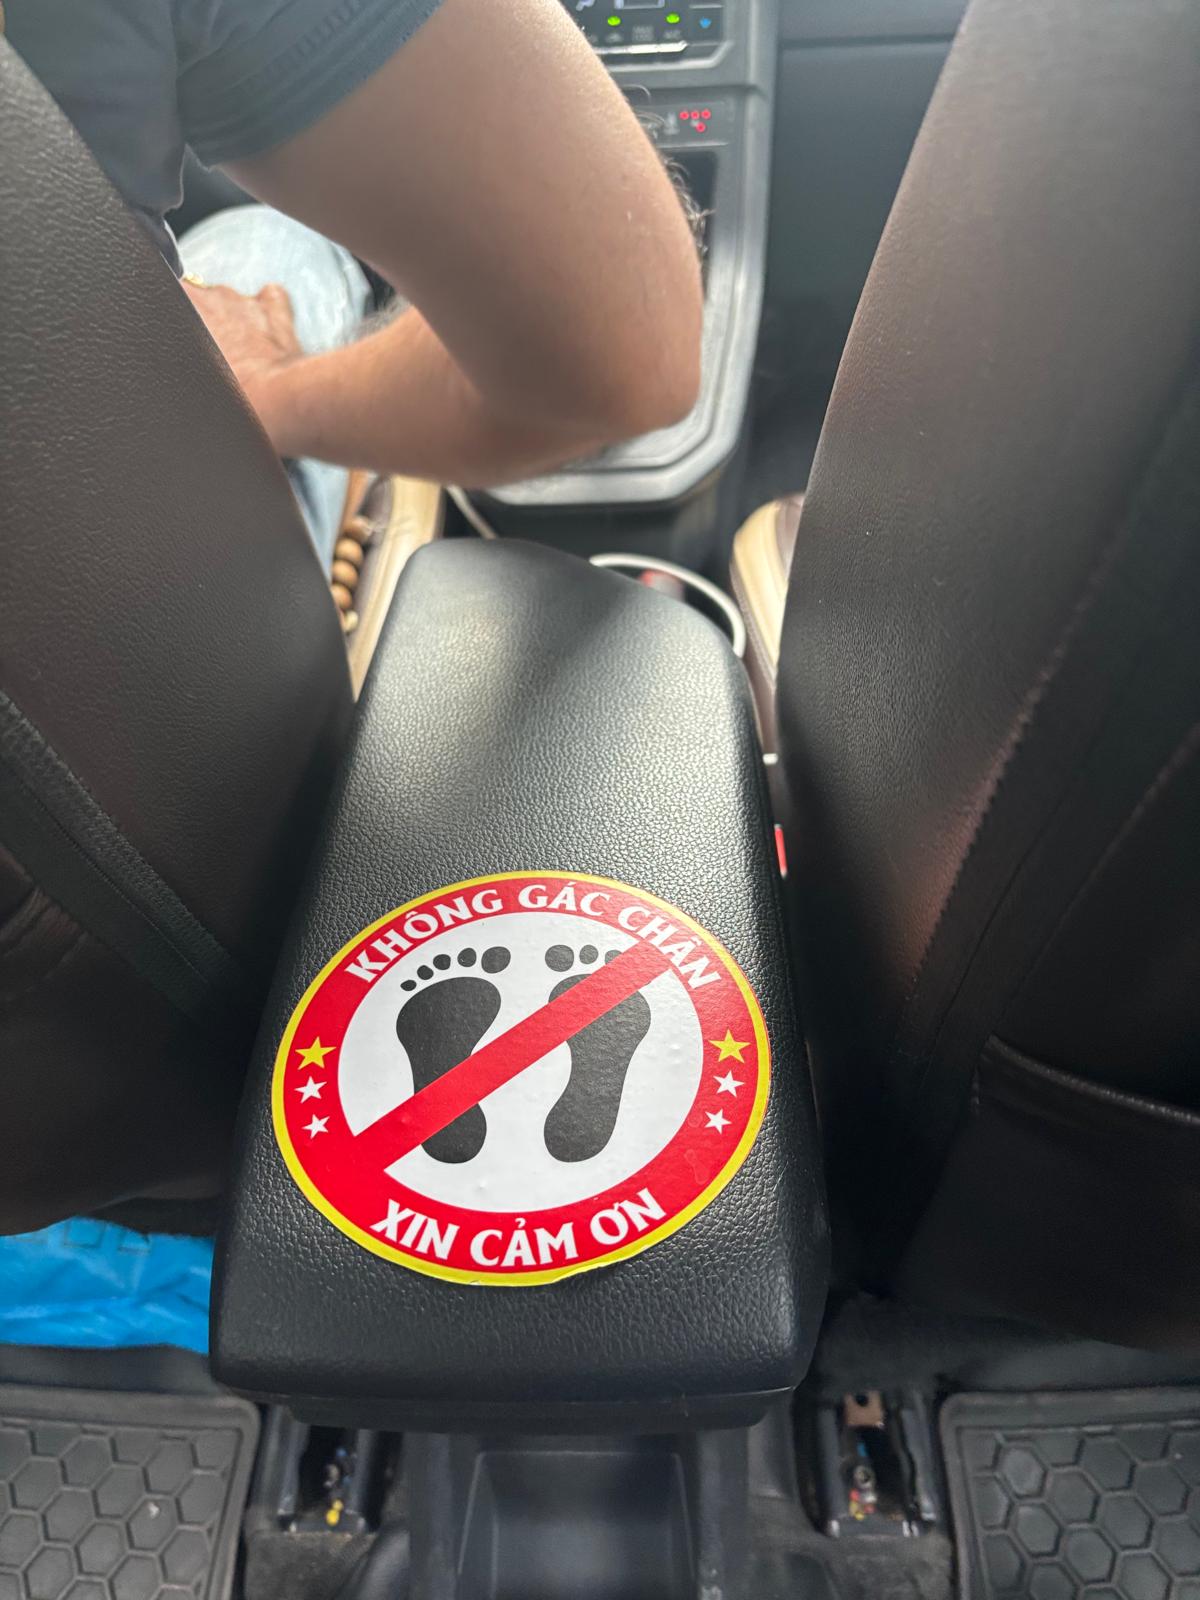 KHÔNG GÁC CHÂN
XIN CẢM ƠN